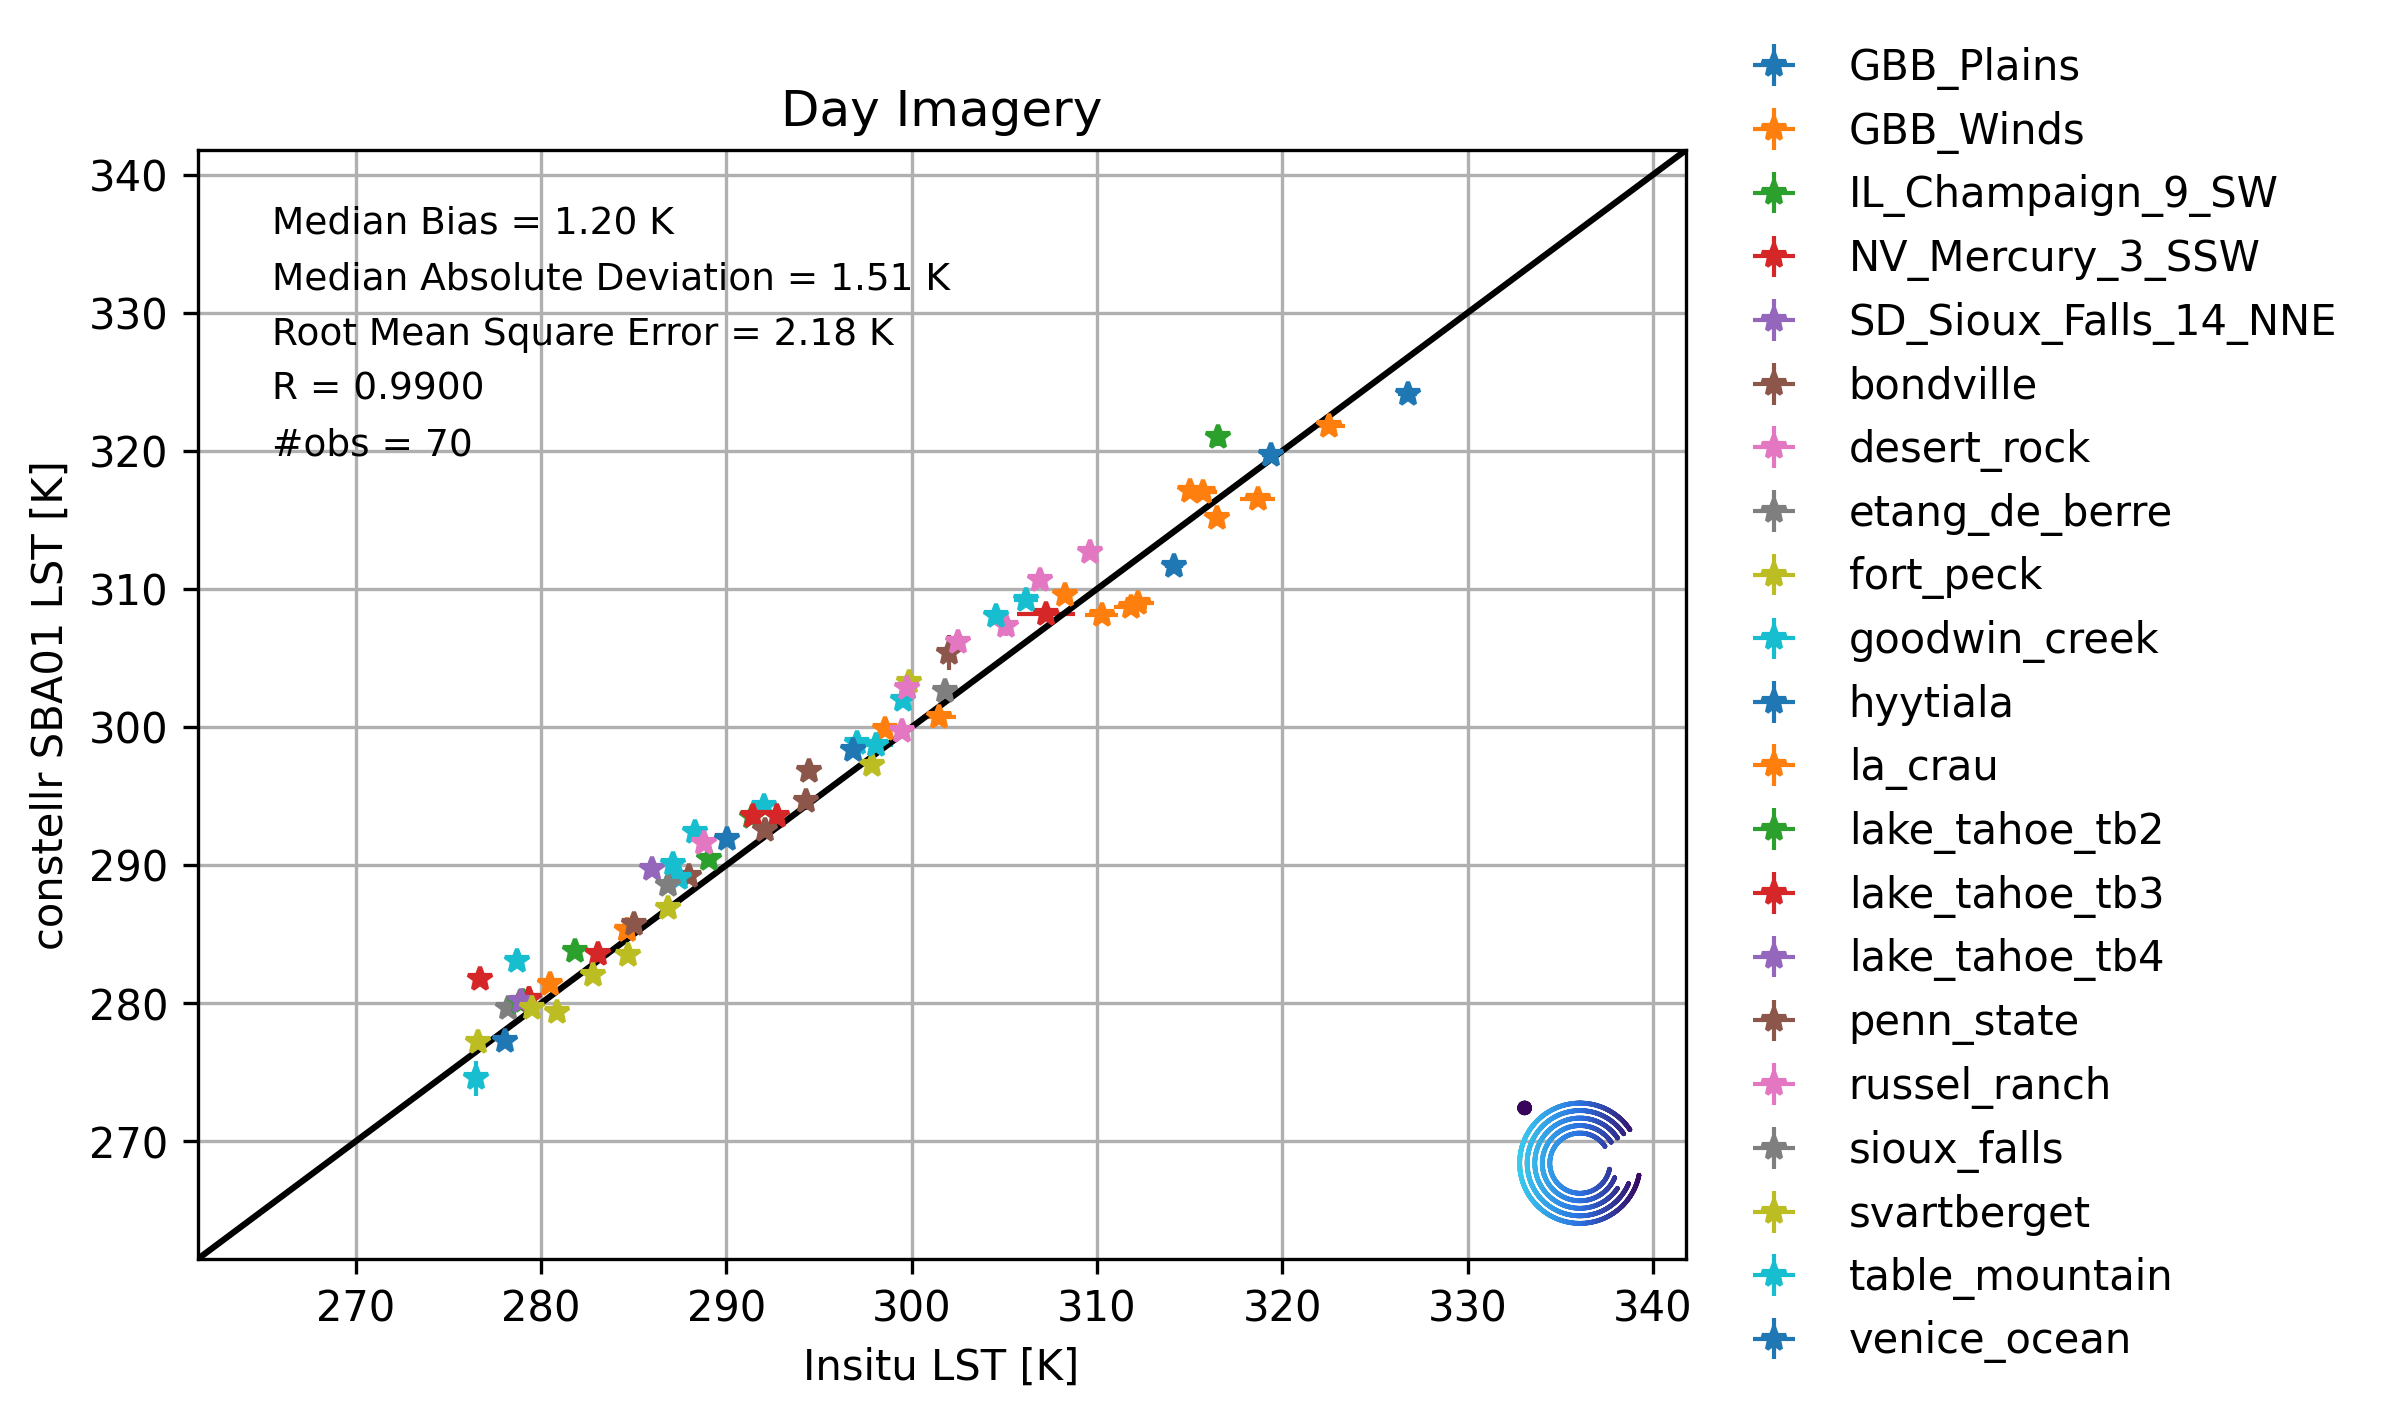 Day Imagery
340
330
320
310
300
290
280
270
constellr SBA01 LST [K]
Median Bias = 1.20 K
Median Absolute Deviation = 1.51 K
Root Mean Square Error = 2.18 K
R = 0.9900
#obs = 70
270 280 290 300 310 320 330 340
Insitu LST [K]
GBB_Plains
GBB_Winds
IL_Champaign_9_SW
NV_Mercury_3_SSW
SD_Sioux_Falls_14_NNE
bondville
desert_rock
etang_de_berre
fort_peck
goodwin_creek
hyytiala
la_crau
lake_tahoe_tb2
lake_tahoe_tb3
lake_tahoe_tb4
penn_state
russel_ranch
sioux_falls
svartberget
table_mountain
venice_ocean